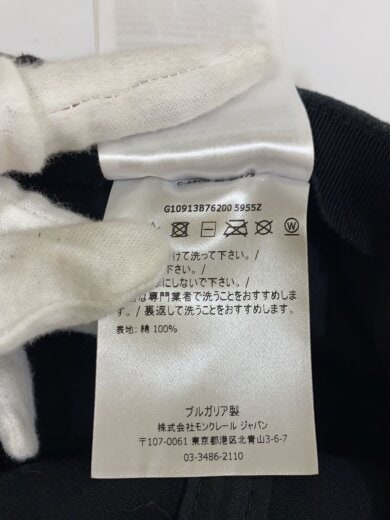 G10913B76200 5955Z
W
けて洗って下さい。/
下さい。/
にしないで下さい。/
は専門業者で洗うことをおすすめしま
す。/ 裏返して洗うことをおすすめします。
/
表地: 綿 100%
ブルガリア製
株式会社モンクレール ジャパン
〒107-0061 東京都港区北青山3-6-7
03-3486-2110